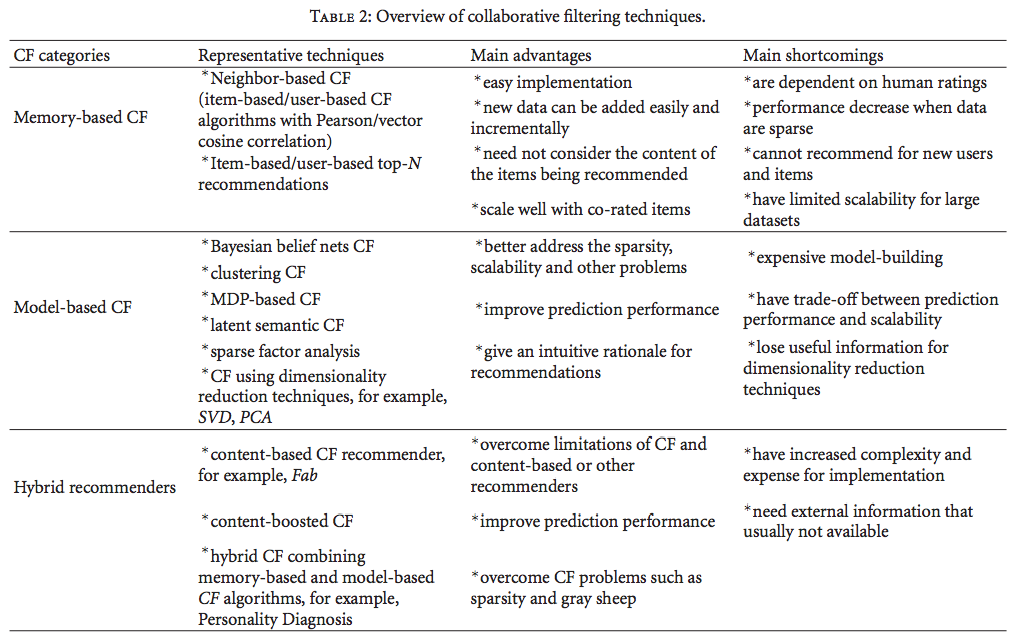 TABLE 2: Overview of collaborative filtering techniques.
CF categories
Representative techniques
Main advantages
Main shortcomings
Memory-based CF
*Neighbor-based CF
(item-based/user-based CF
algorithms with Pearson/vector
cosine correlation)
*Item-based/user-based top-N
recommendations
*easy implementation
*new data can be added easily and
incrementally
*need not consider the content of
the items being recommended
*scale well with co-rated items
*are dependent on human ratings
*performance decrease when data
are sparse
*cannot recommend for new users
and items
*have limited scalability for large
datasets
Model-based CF
*Bayesian belief nets CF
*clustering CF
*MDP-based CF
*latent semantic CF
*sparse factor analysis
*CF using dimensionality
reduction techniques, for example,
SVD, PCA
*better address the sparsity,
scalability and other problems
*improve prediction performance
*give an intuitive rationale for
recommendations
*expensive model-building
*have trade-off between prediction
performance and scalability
*lose useful information for
dimensionality reduction
techniques
Hybrid recommenders
*content-based CF recommender,
for example, Fab
*content-boosted CF
*hybrid CF combining
memory-based and model-based
CF algorithms, for example,
Personality Diagnosis
*overcome limitations of CF and
content-based or other
recommenders
*improve prediction performance
*overcome CF problems such as
sparsity and gray sheep
*have increased complexity and
expense for implementation
*need external information that
usually not available